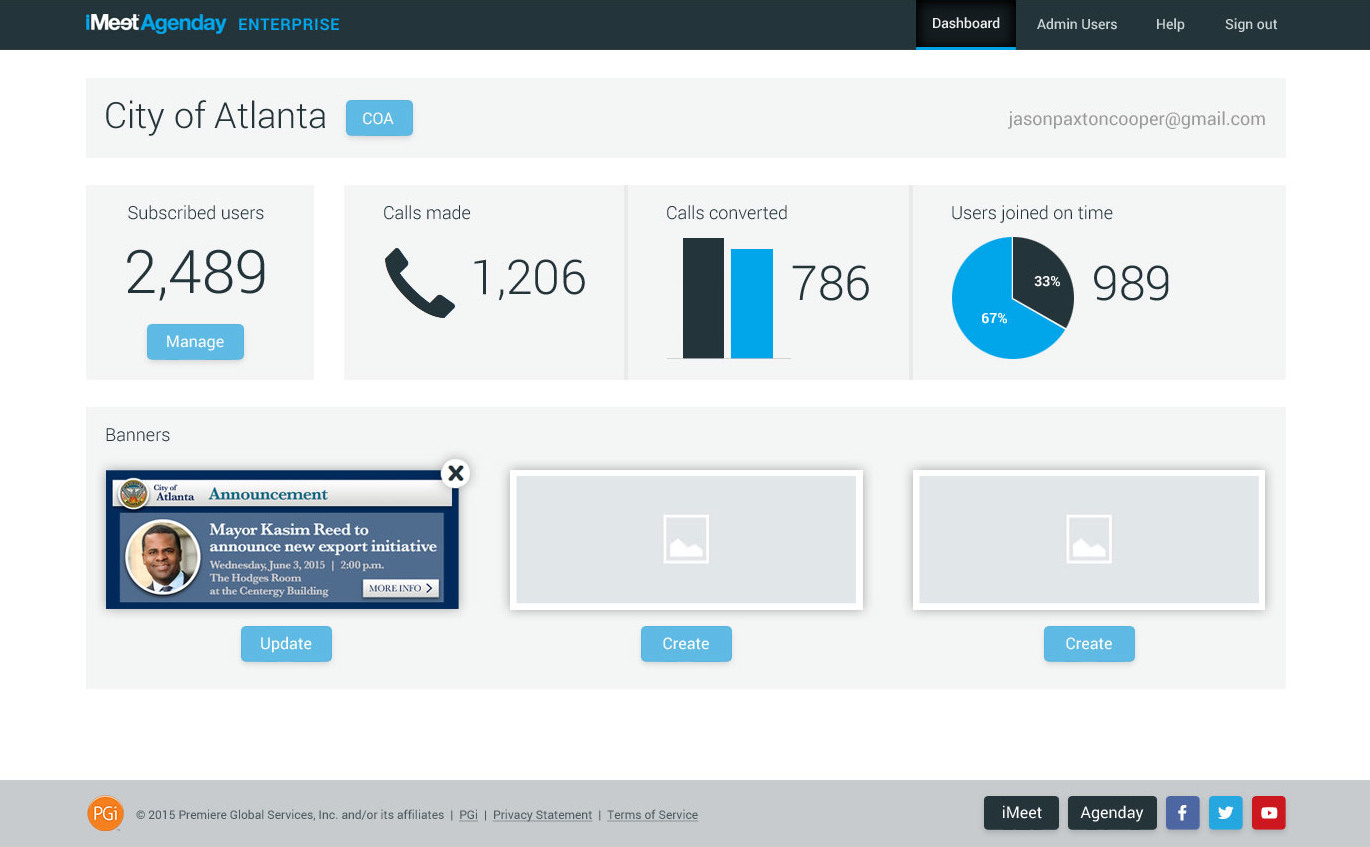 iMeet Agenday ENTERPRISE
Dashboard
Admin Users
Help
Sign out
City of Atlanta
COA
jasonpaxtoncooper@gmail.com
Subscribed users
2,489
Manage
Calls made
1,206
Calls converted
786
Users joined on time
33%
67%
989
Banners
City of
Atlanta
Announcement
Mayor Kasim Reed to
announce new export initiative
Wednesday, June 3, 2015 | 2:00 p.m.
The Hodges Room
at the Centergy Building
MORE INFO
Update
Create
Create
PGi
© 2015 Premiere Global Services, Inc. and/or its affiliates | PGi | Privacy Statement | Terms of Service
iMeet
Agenday